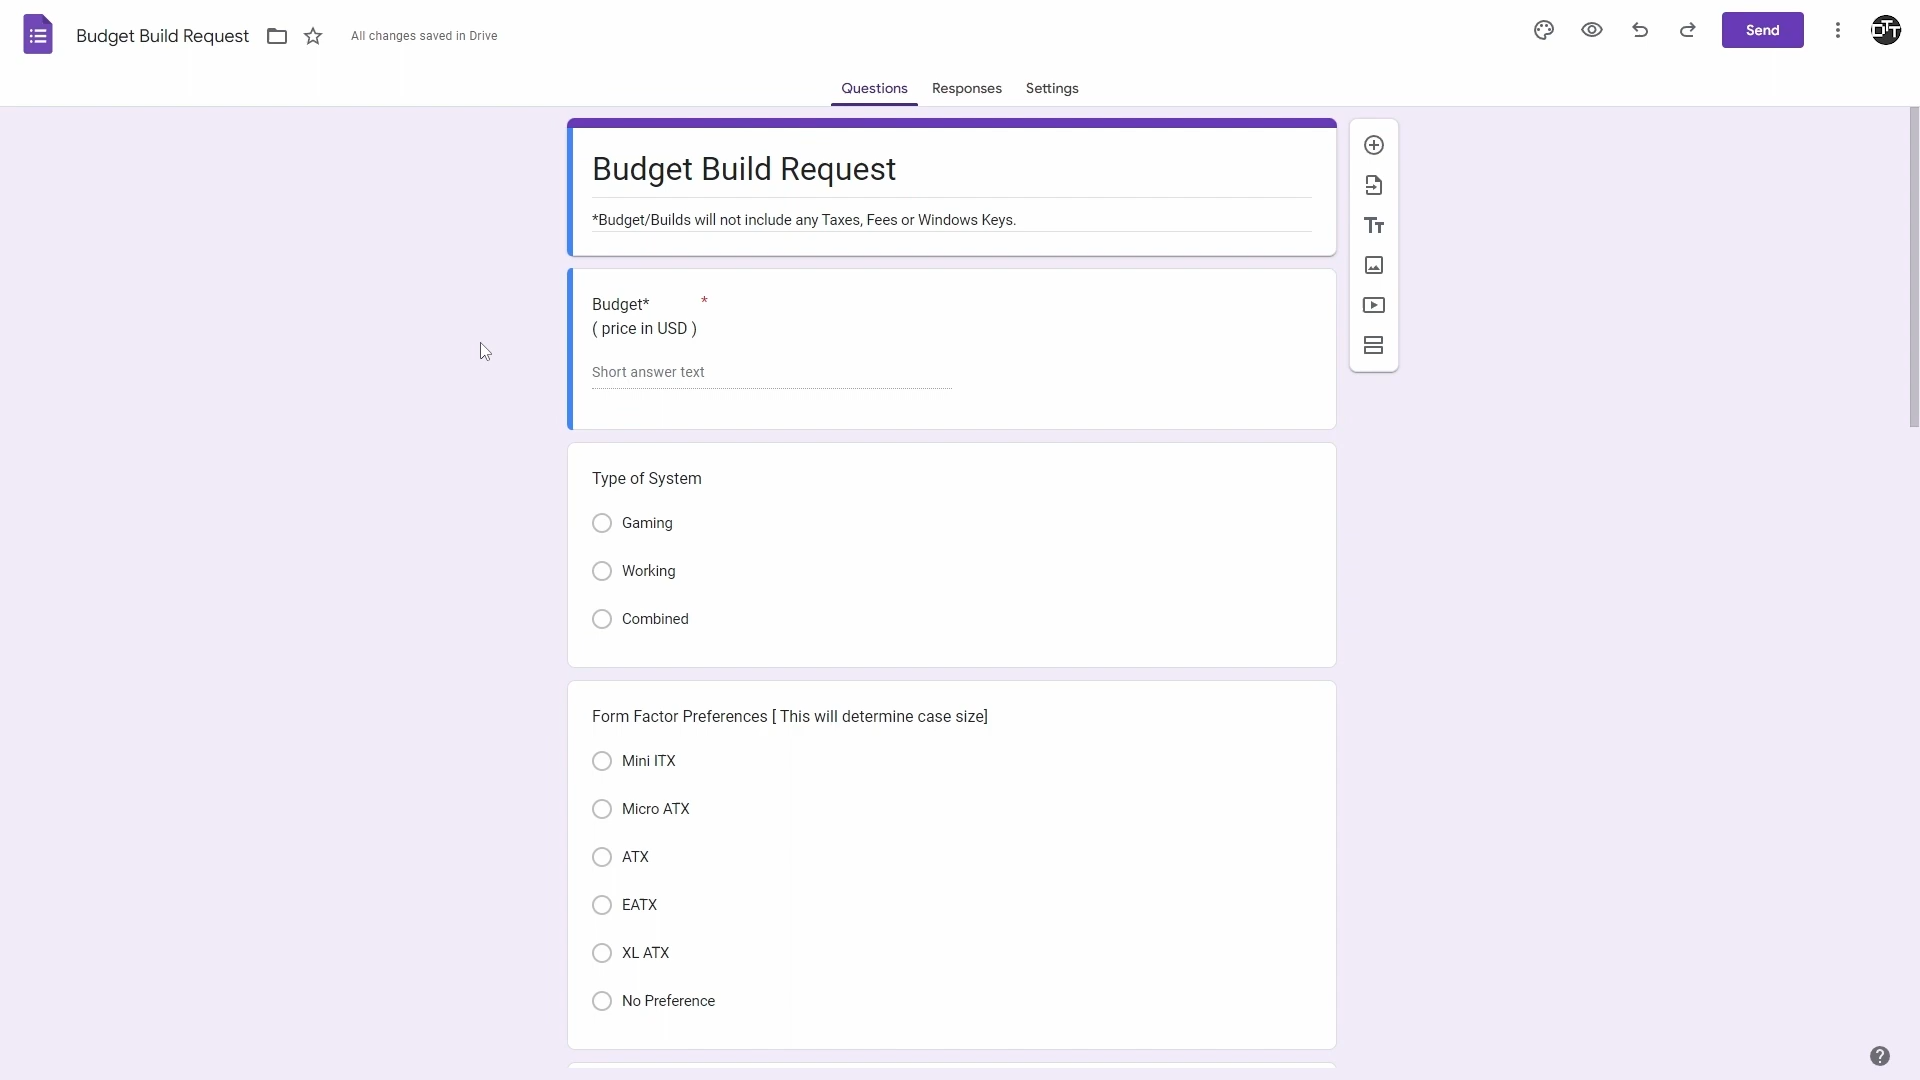 Budget Build Request
All changes saved in Drive
Send
DTT
Questions Responses Settings
Budget Build Request
*Budget/Builds will not include any Taxes, Fees or Windows Keys.
Budget* *
( price in USD )
Short answer text
Type of System
Gaming
Working
Combined
Form Factor Preferences [ This will determine case size]
Mini ITX
Micro ATX
ATX
EATX
XL ATX
No Preference